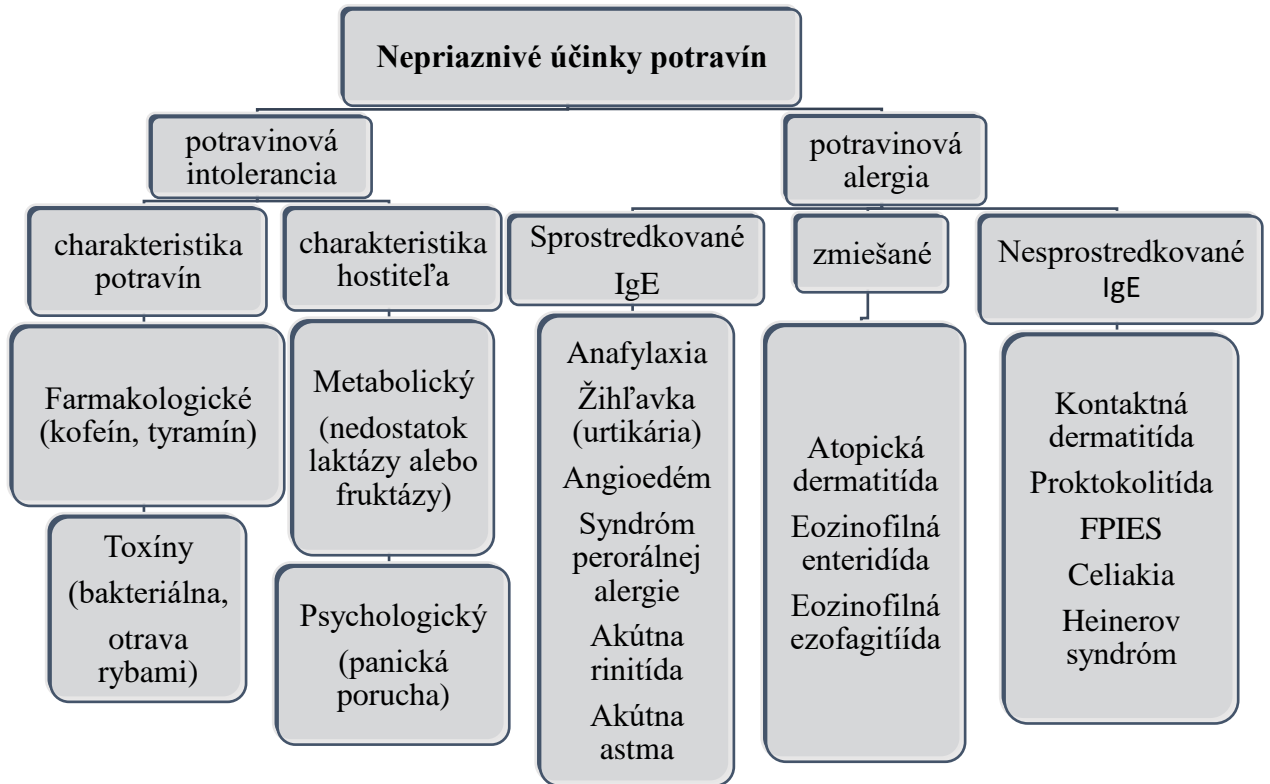 Nepriaznivé účinky potravín
potravinová
intolerancia
potravinová
alergia
charakteristika
potravín
charakteristika
hostiteľa
Sprostredkované
IgE
zmiešané
Nesprostredkované
IgE
Farmakologické
(kofeín, tyramín)
Toxíny
(bakteriálna,
otrava
rybami)
Metabolický
(nedostatok
laktázy alebo
fruktázy)
Psychologický
(panická
porucha)
Anafylaxia
Žihľavka
(urtikária)
Angioedém
Syndróm
perorálnej
alergie
Akútna
rinitída
Akútna
astma
Atopická
dermatitída
Eozinofilná
enteridída
Eozinofilná
ezofagitíida
Kontaktná
dermatitída
Proktokolitída
FPIES
Celiakia
Heinerov
syndróm